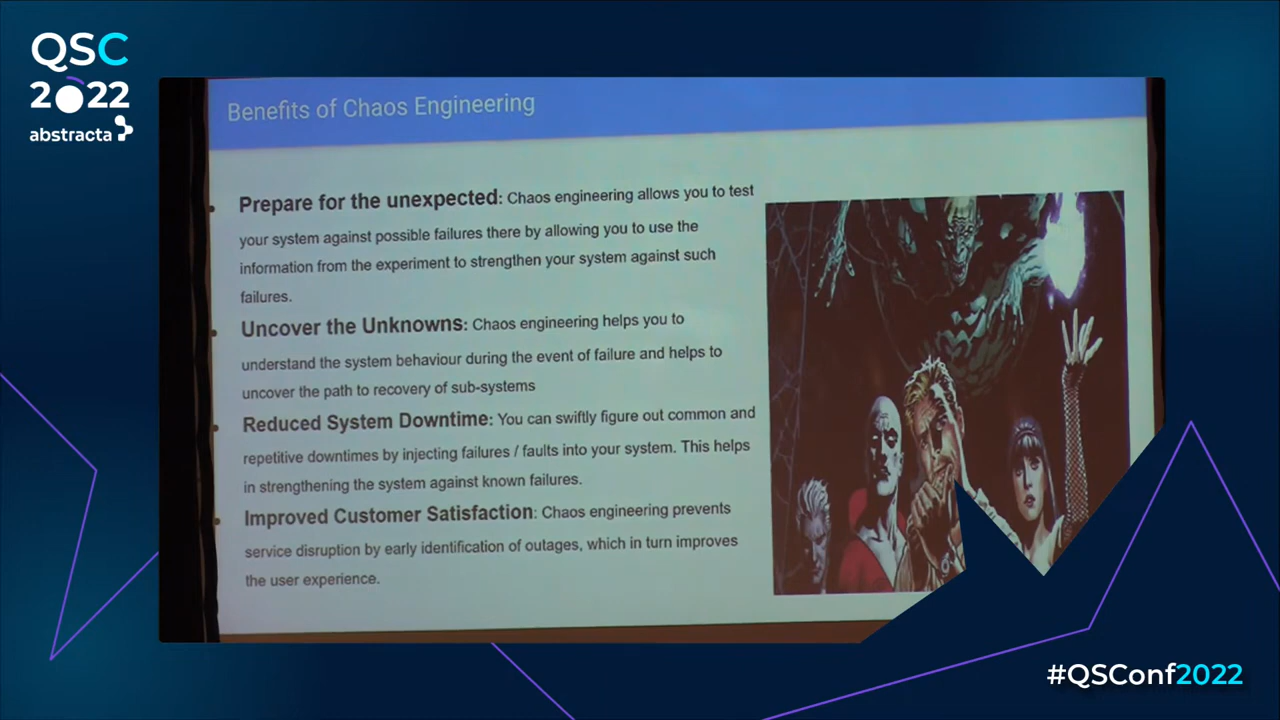 QSC
2022
abstracta
Benefits of Chaos Engineering
Prepare for the unexpected: Chaos engineering allows you to test
your system against possible failures there by allowing you to use the
information from the experiment to strengthen your system against such
failures.
Uncover the Unknowns: Chaos engineering helps you to
understand the system behaviour during the event of failure and helps to
uncover the path to recovery of sub-systems
Reduced System Downtime: You can swiftly figure out common and
repetitive downtimes by injecting failures / faults into your system. This helps
in strengthening the system against known failures.
Improved Customer Satisfaction: Chaos engineering prevents
service disruption by early identification of outages, which in turn improves
the user experience.
#QSConf2022